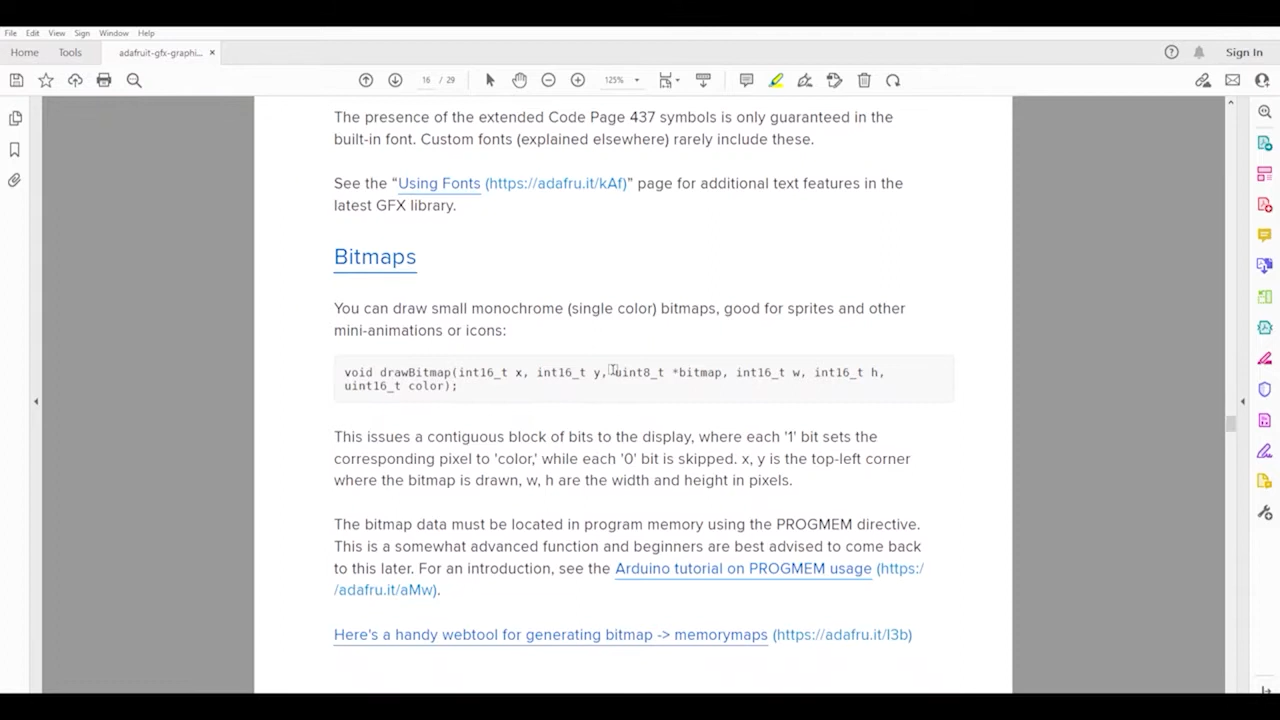 File Edit View Sign Window Help
Home Tools adafruit-gfx-graphi... × Sign In
16 / 29 125%
The presence of the extended Code Page 437 symbols is only guaranteed in the
built-in font. Custom fonts (explained elsewhere) rarely include these.
See the “Using Fonts (https://adafru.it/kAf)” page for additional text features in the
latest GFX library.
Bitmaps
You can draw small monochrome (single color) bitmaps, good for sprites and other
mini-animations or icons:
void drawBitmap(int16_t x, int16_t y, uint8_t *bitmap, int16_t w, int16_t h,
uint16_t color);
This issues a contiguous block of bits to the display, where each '1' bit sets the
corresponding pixel to 'color,' while each '0' bit is skipped. x, y is the top-left corner
where the bitmap is drawn, w, h are the width and height in pixels.
The bitmap data must be located in program memory using the PROGMEM directive.
This is a somewhat advanced function and beginners are best advised to come back
to this later. For an introduction, see the Arduino tutorial on PROGMEM usage (https:/
/adafru.it/aMw).
Here's a handy webtool for generating bitmap -> memorymaps (https://adafru.it/l3b)